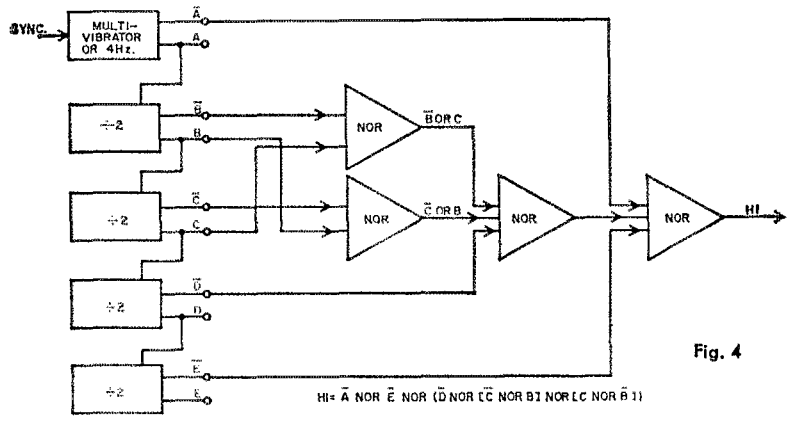 SYNC.
MULTI-
VIBRATOR
OR 4Hz.
A̅
A
÷2
B̅
B
÷2
C̅
C
÷2
D̅
D
÷2
E̅
E
NOR
B̅ OR C
NOR
C̅ OR B
NOR
NOR
HI
Fig. 4
HI= A̅ NOR E̅ NOR (D̅ NOR [C̅ NOR B] NOR [C NOR B̅])